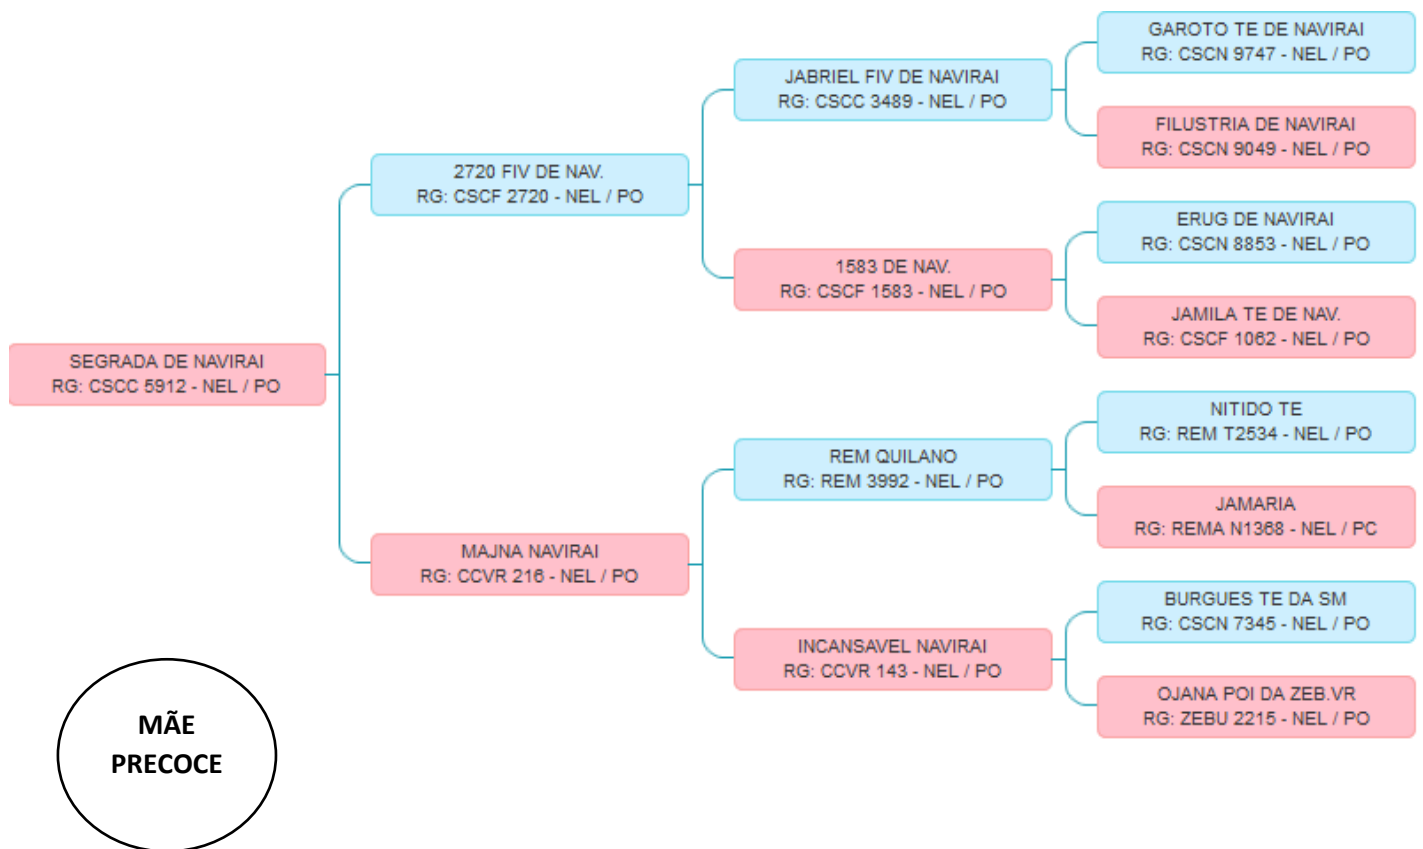 GAROTO TE DE NAVIRAI
RG: CSCN 9747 - NEL / PO
JABRIEL FIV DE NAVIRAI
RG: CSCC 3489 - NEL / PO
FILUSTRIA DE NAVIRAI
RG: CSCN 9049 - NEL / PO
2720 FIV DE NAV.
RG: CSCF 2720 - NEL / PO
ERUG DE NAVIRAI
RG: CSCN 8853 - NEL / PO
1583 DE NAV.
RG: CSCF 1583 - NEL / PO
JAMILA TE DE NAV.
RG: CSCF 1062 - NEL / PO
SEGRADA DE NAVIRAI
RG: CSCC 5912 - NEL / PO
NITIDO TE
RG: REM T2534 - NEL / PO
REM QUILANO
RG: REM 3992 - NEL / PO
JAMARIA
RG: REMA N1368 - NEL / PC
MAJNA NAVIRAI
RG: CCVR 216 - NEL / PO
BURGUES TE DA SM
RG: CSCN 7345 - NEL / PO
INCANSAVEL NAVIRAI
RG: CCVR 143 - NEL / PO
OJANA POI DA ZEB.VR
RG: ZEBU 2215 - NEL / PO
MÃE
PRECOCE